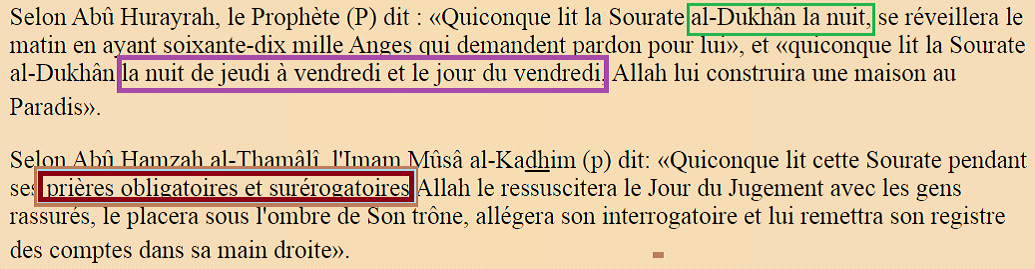 Selon Abû Hurayrah, le Prophète (P) dit : «Quiconque lit la Sourate al-Dukhân la nuit, se réveillera le
matin en ayant soixante-dix mille Anges qui demandent pardon pour lui», et «quiconque lit la Sourate
al-Dukhân la nuit de jeudi à vendredi et le jour du vendredi, Allah lui construira une maison au
Paradis».
Selon Abû Hamzah al-Thamâlî, l'Imam Mûsâ al-Kadhim (p) dit: «Quiconque lit cette Sourate pendant
ses prières obligatoires et surérogatoires Allah le ressuscitera le Jour du Jugement avec les gens
rassurés, le placera sous l'ombre de Son trône, allégera son interrogatoire et lui remettra son registre
des comptes dans sa main droite».